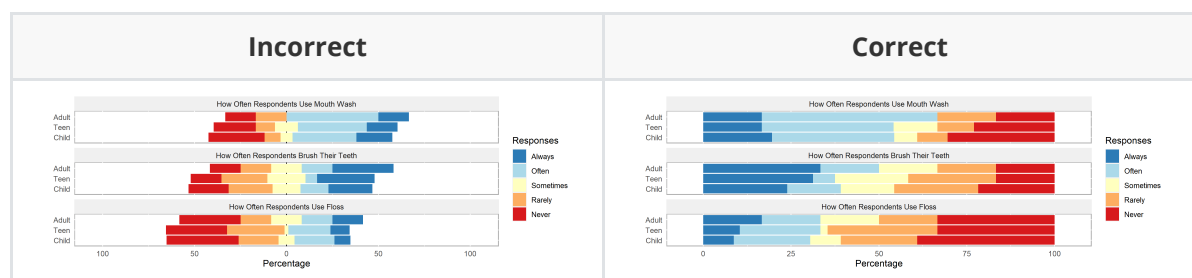 Incorrect
Correct
How Often Respondents Use Mouth Wash
Adult
Teen
Child
How Often Respondents Brush Their Teeth
Adult
Teen
Child
How Often Respondents Use Floss
Adult
Teen
Child
100 50 0 50 100
Percentage
Responses
Always
Often
Sometimes
Rarely
Never
How Often Respondents Use Mouth Wash
Adult
Teen
Child
How Often Respondents Brush Their Teeth
Adult
Teen
Child
How Often Respondents Use Floss
Adult
Teen
Child
0 25 50 75 100
Percentage
Responses
Always
Often
Sometimes
Rarely
Never